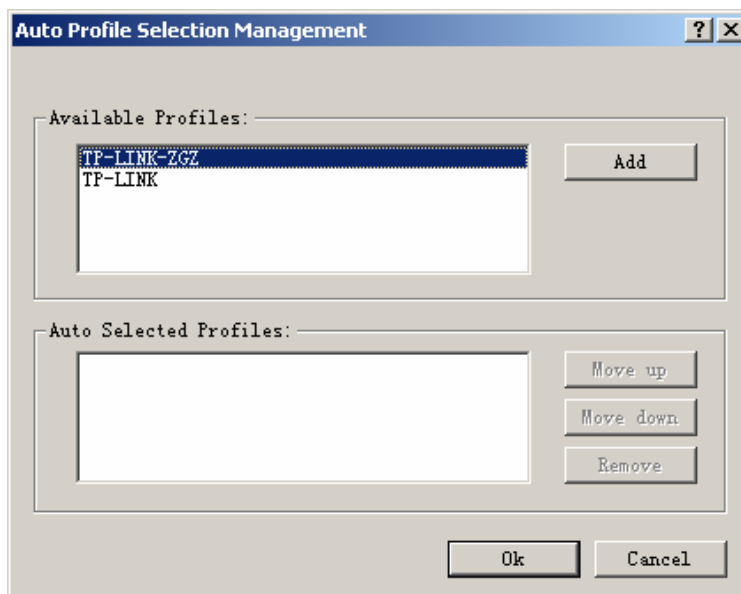 Auto Profile Selection Management
Available Profiles:
TP-LINK-ZGZ
TP-LINK
Add
Auto Selected Profiles:
Move up
Move down
Remove
Ok
Cancel